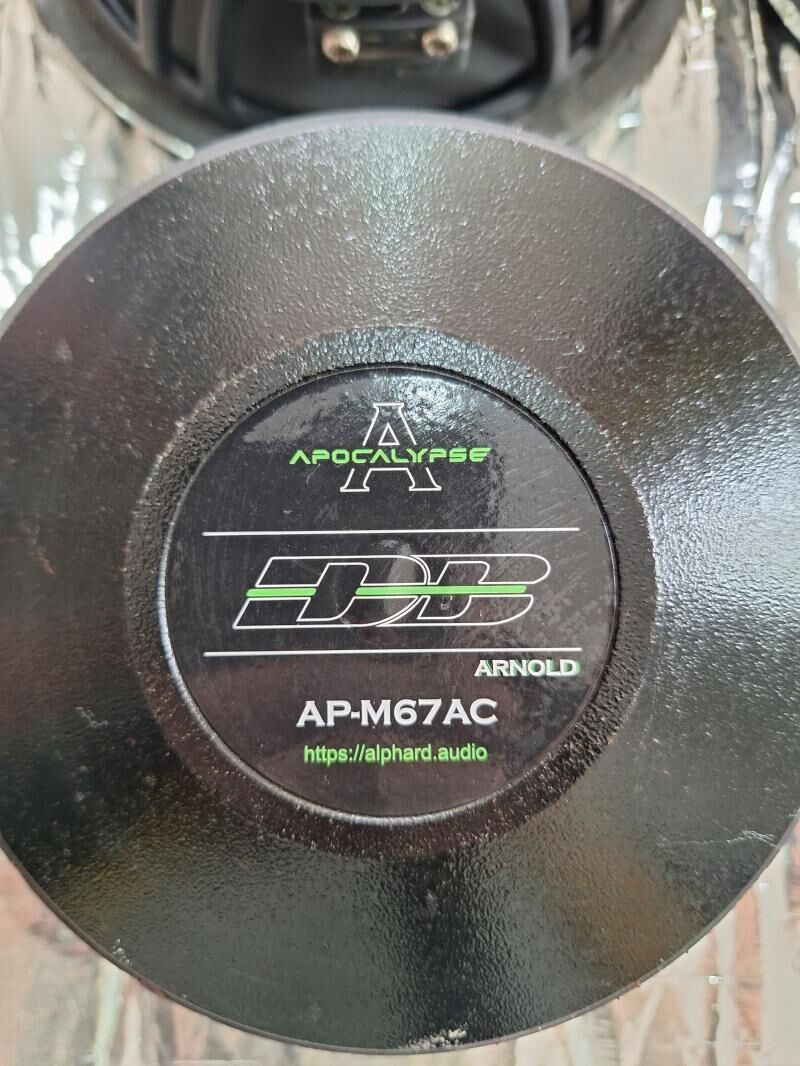 A
APOCALYPSE
DB
ARNOLD
AP-M67AC
https://alphard.audio